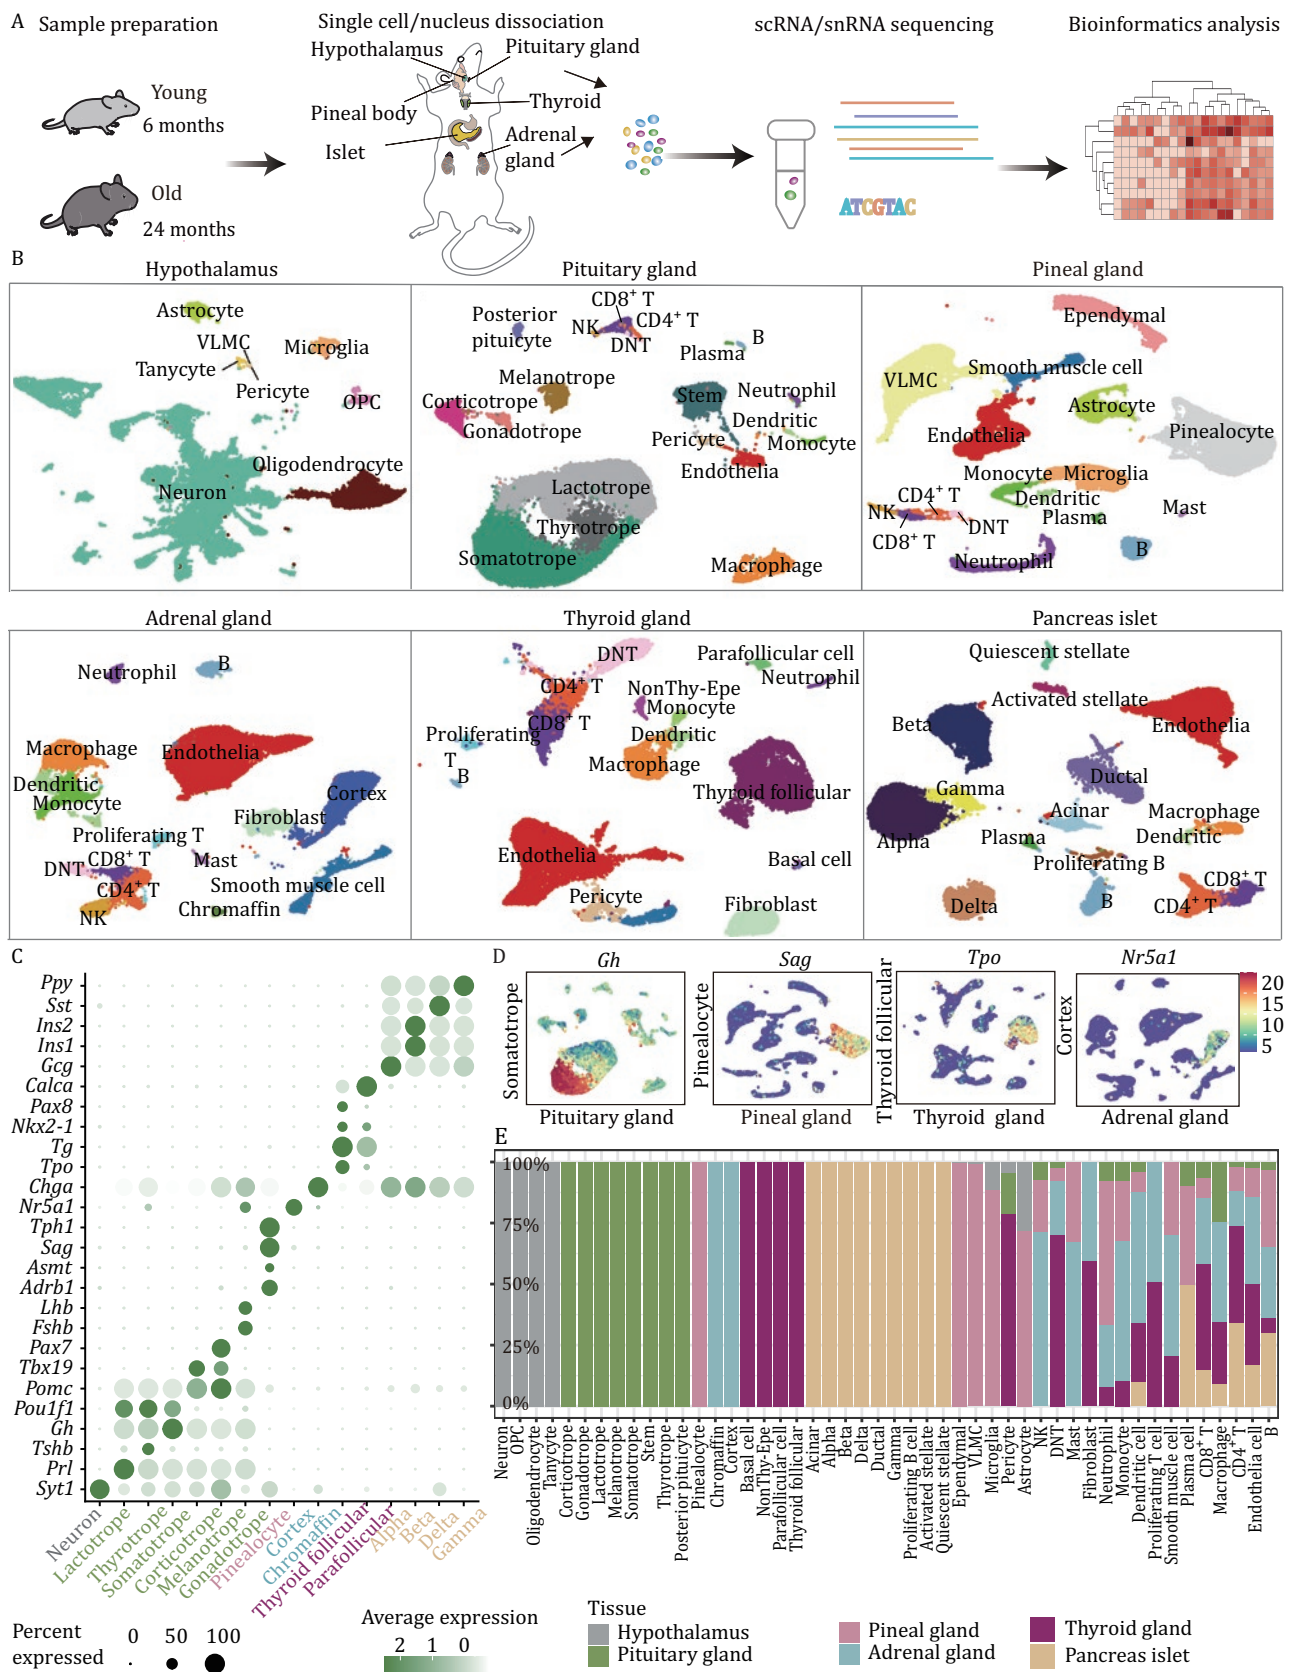 A
Sample preparation
Young
6 months
Old
24 months
Single cell/nucleus dissociation
Hypothalamus
Pituitary gland
Pineal body
Thyroid
Islet
Adrenal
gland
scRNA/snRNA sequencing
ATCGTAC
Bioinformatics analysis
B
Hypothalamus
Astrocyte
VLMC
Microglia
Tanycyte
Pericyte
OPC
Oligodendrocyte
Neuron
Pituitary gland
CD8+ T
Posterior
pituicyte
NK
CD4+ T
DNT
B
Plasma
Melanotrope
Stem
Neutrophil
Corticotrope
Gonadotrope
Dendritic
Pericyte
Monocyte
Endothelia
Lactotrope
Thyrotrope
Somatotrope
Macrophage
Pineal gland
Ependymal
Smooth muscle cell
VLMC
Astrocyte
Endothelia
Pinealocyte
Monocyte
Microglia
CD4+ T
Dendritic
NK
Plasma
Mast
DNT
CD8+ T
Neutrophil
B
Adrenal gland
Neutrophil
B
Macrophage
Endothelia
Dendritic
Monocyte
Cortex
Fibroblast
Proliferating T
CD8+ T
Mast
DNT
CD4+ T
Smooth muscle cell
NK
Chromaffin
Thyroid gland
DNT
Parafollicular cell
Neutrophil
CD4+ T
NonThy-Epe
Monocyte
CD8+ T
Proliferating
T
Dendritic
B
Macrophage
Thyroid follicular
Endothelia
Basal cell
Pericyte
Fibroblast
Pancreas islet
Quiescent stellate
Activated stellate
Beta
Endothelia
Ductal
Gamma
Acinar
Macrophage
Alpha
Plasma
Dendritic
Proliferating B
CD8+ T
Delta
B
CD4+ T
C
Ppy
Sst
Ins2
Ins1
Gcg
Calca
Pax8
Nkx2-1
Tg
Tpo
Chga
Nr5a1
Tph1
Sag
Asmt
Adrb1
Lhb
Fshb
Pax7
Tbx19
Pomc
Pou1f1
Gh
Tshb
Prl
Syt1
Neuron
Lactotrope
Thyrotrope
Somatotrope
Corticotrope
Melanotrope
Gonadotrope
Pinealocyte
Cortex
Chromaffin
Thyroid follicular
Parafollicular
Alpha
Beta
Delta
Gamma
Percent
expressed
0 50 100
Average expression
2 1 0
D
Gh
Somatotrope
Pituitary gland
Sag
Pinealocyte
Pineal gland
Tpo
Thyroid follicular
Thyroid gland
Nr5a1
Cortex
Adrenal gland
20
15
10
5
E
100%
75%
50%
25%
0%
Neuron
OPC
Oligodendrocyte
Tanycyte
Corticotrope
Gonadotrope
Lactotrope
Melanotrope
Somatotrope
Stem
Thyrotrope
Posterior pituicyte
Pinealocyte
Chromaffin
Cortex
Basal cell
NonThy-Epe
Parafollicular cell
Thyroid follicular
Acinar
Alpha
Beta
Delta
Ductal
Gamma
Proliferating B cell
Activated stellate
Quiescent stellate
Ependymal
VLMC
Microglia
Pericyte
Astrocyte
NK
DNT
Mast
Fibroblast
Neutrophil
Monocyte
Dendritic cell
Proliferating T cell
Smooth muscle cell
Plasma cell
CD8+ T
Macrophage
CD4+ T
Endothelia cell
B
Tissue
Hypothalamus
Pituitary gland
Pineal gland
Adrenal gland
Thyroid gland
Pancreas islet